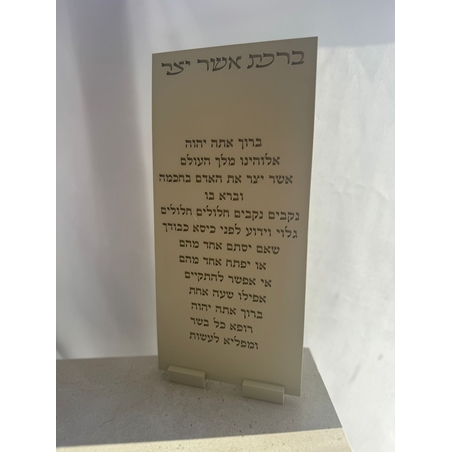 ברכת אשר יצר
ברוך אתה יהוה
אלוהינו מלך העולם
אשר יצר את האדם בחכמה
וברא בו
נקבים נקבים חלולים חלולים
גלוי וידוע לפני כיסא כבודך
שאם יסתם אחד מהם
או יפתח אחד מהם
אי אפשר להתקיים
אפילו שעה אחת
ברוך אתה יהוה
רופא כל בשר
ומפליא לעשות